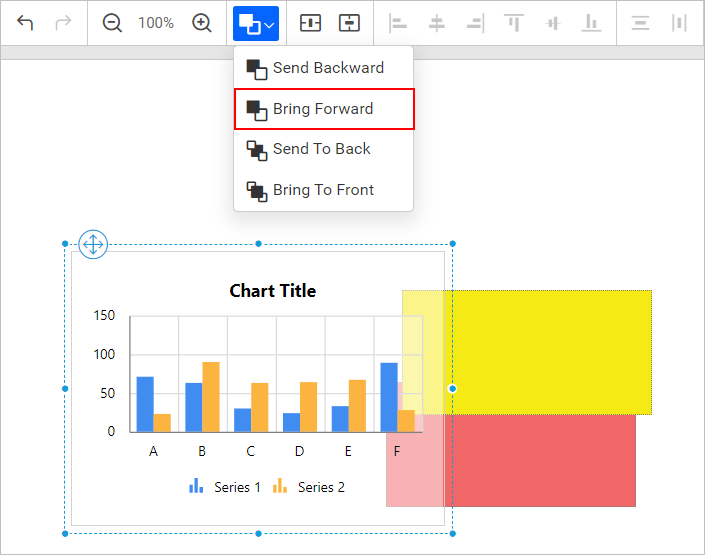 100%
Send Backward
Bring Forward
Send To Back
Bring To Front
Chart Title
150
100
50
0
A B C D E F
Series 1 Series 2